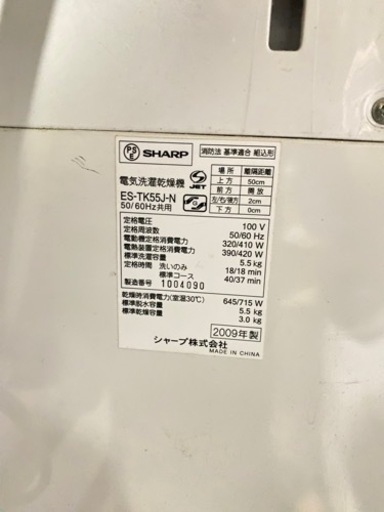 PS E SHARP 消防法 基準適合 組込形
電気洗濯乾燥機 JET
ES-TK55J-N
50/60Hz共用
場所 離隔距離
上方 50cm
前方 開放
左/右/後方 2cm
下方 0cm
定格電圧 100 V
定格周波数 50/60 Hz
電動機定格消費電力 320/410 W
電熱装置定格消費電力 390/420 W
標準洗濯容量 5.5 kg
定格時間 洗いのみ 18/18 min
標準コース 40/37 min
製造番号 1004090
乾燥時消費電力(室温30℃) 645/715 W
標準脱水容量 5.5 kg
標準乾燥容量 3.0 kg
2009年製
シャープ株式会社
MADE IN CHINA